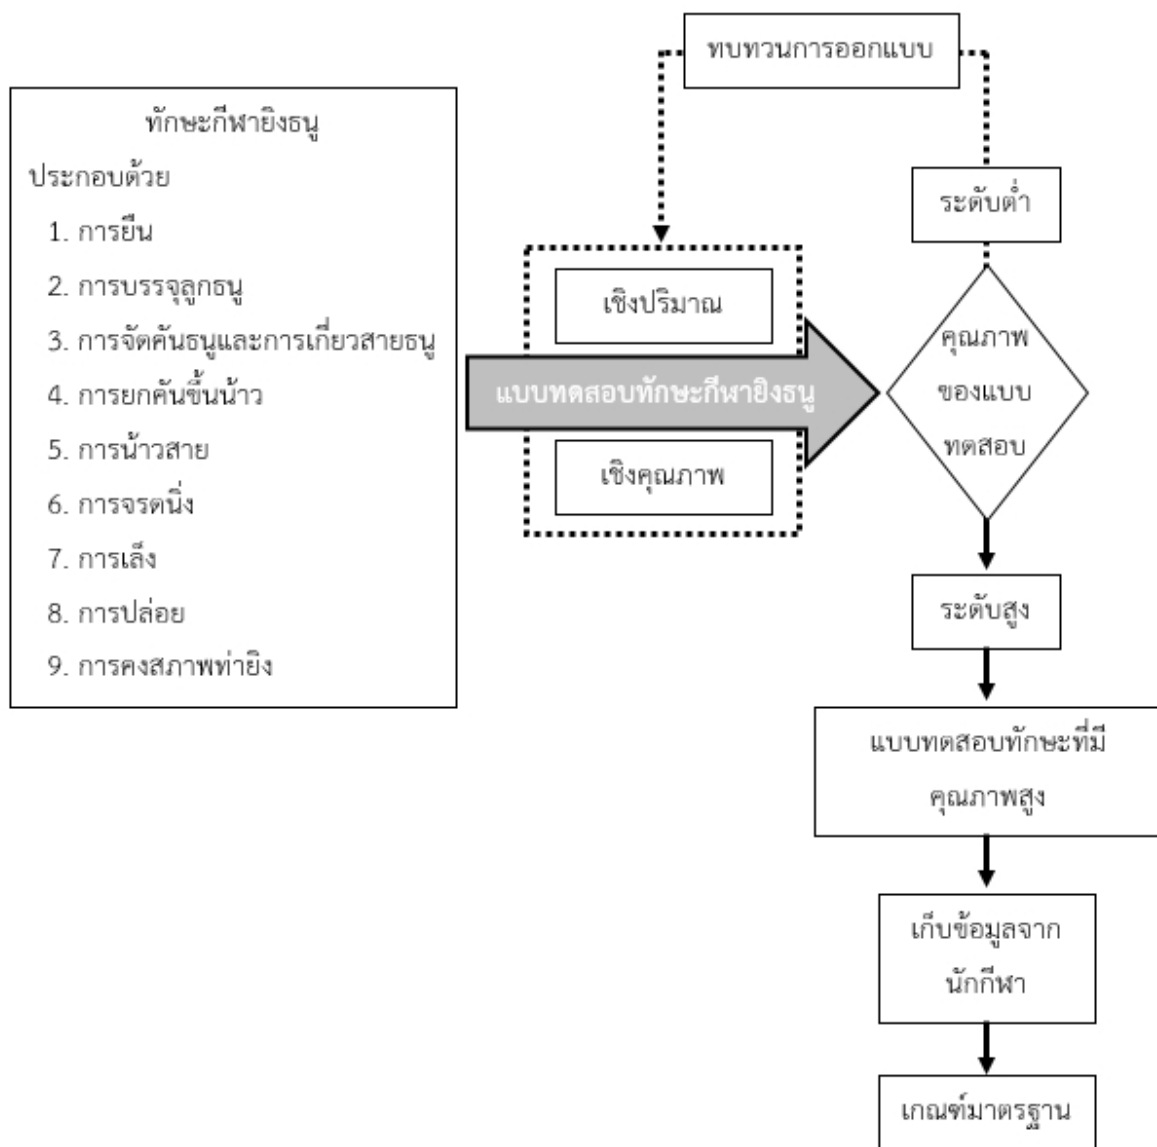 ทบทวนการออกแบบ
ทักษะกีฬายิงธนู
ประกอบด้วย
1. การยืน
2. การบรรจุลูกธนู
3. การจัดคันธนูและการเกี่ยวสายธนู
4. การยกคันขึ้นน้าว
5. การน้าวสาย
6. การจรดนิ่ง
7. การเล็ง
8. การปล่อย
9. การคงสภาพท่ายิง
เชิงปริมาณ
แบบทดสอบทักษะกีฬายิงธนู
เชิงคุณภาพ
ระดับต่ำ
คุณภาพ
ของแบบ
ทดสอบ
ระดับสูง
แบบทดสอบทักษะที่มี
คุณภาพสูง
เก็บข้อมูลจาก
นักกีฬา
เกณฑ์มาตรฐาน